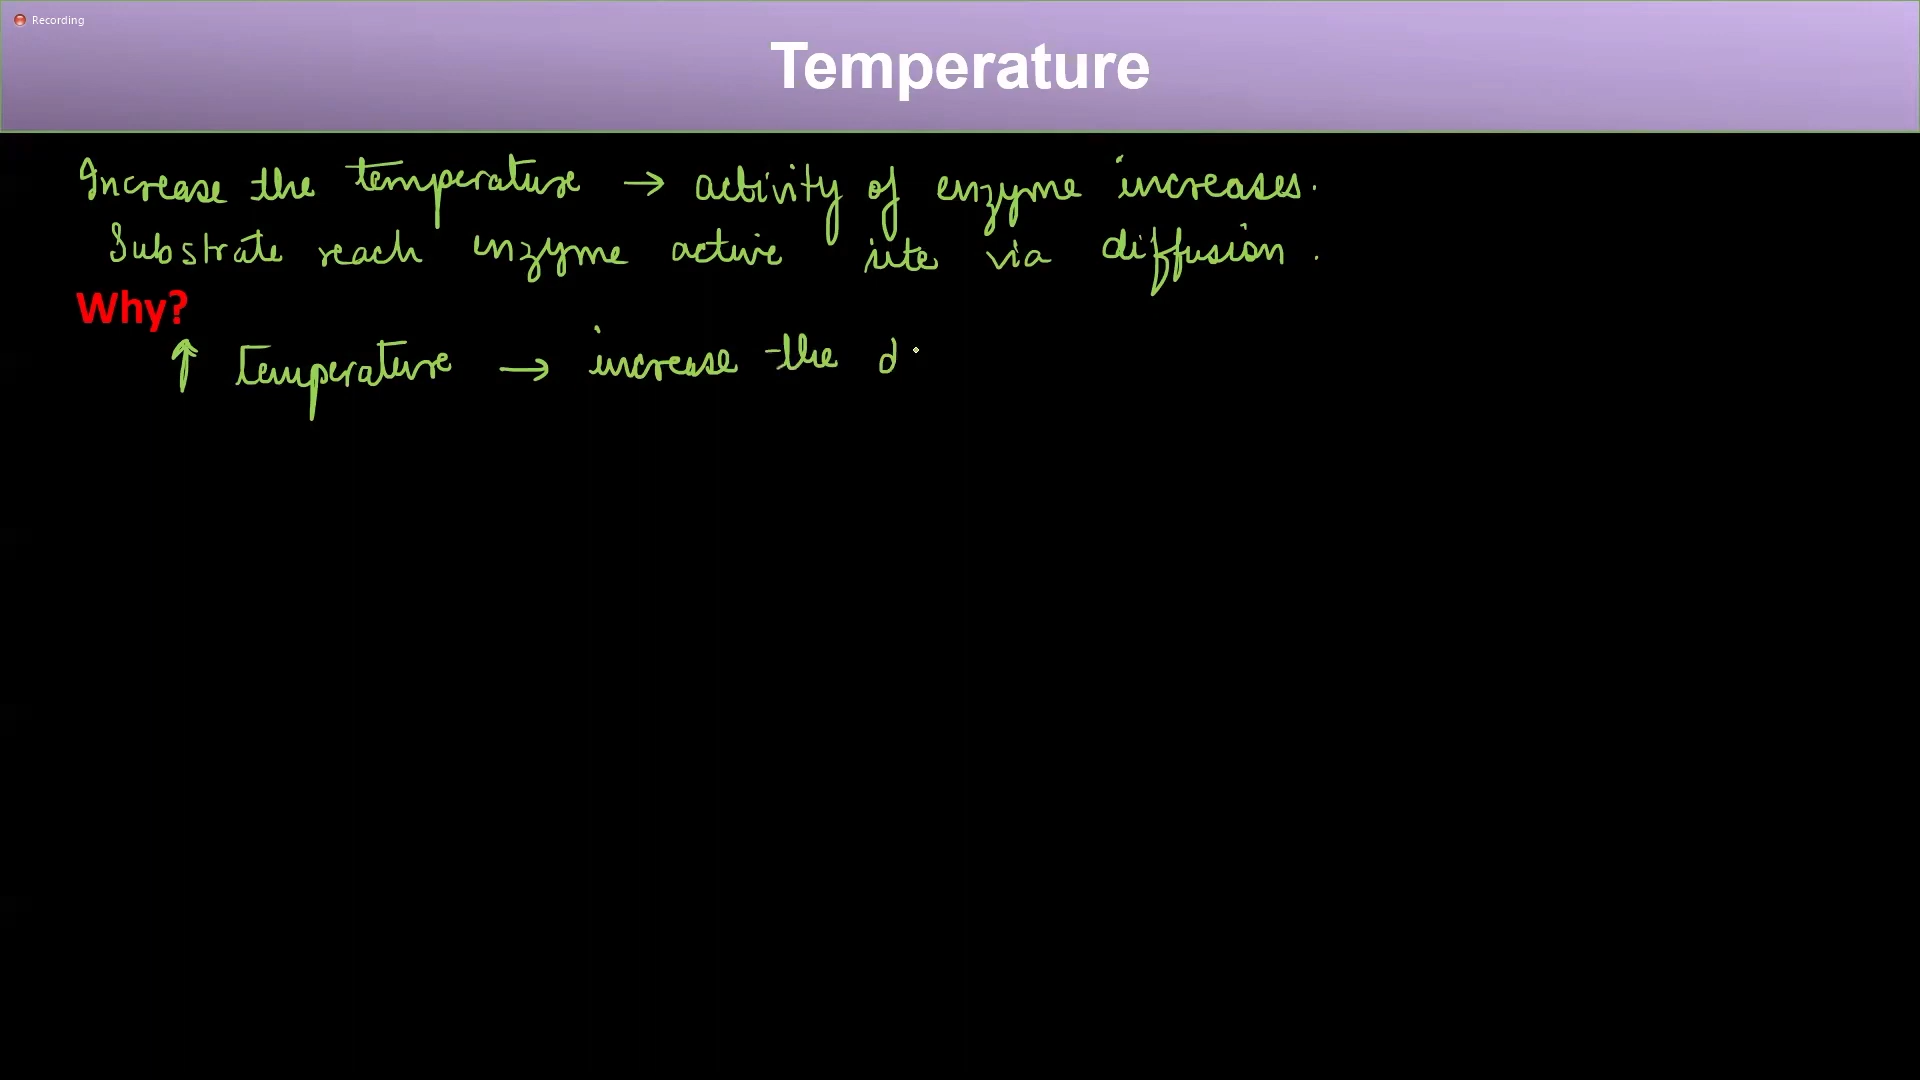 Recording
Temperature
Increase the temperature → activity of enzyme increases.
Substrate reach enzyme active site via diffusion.
Why?
↑ temperature → increase the d